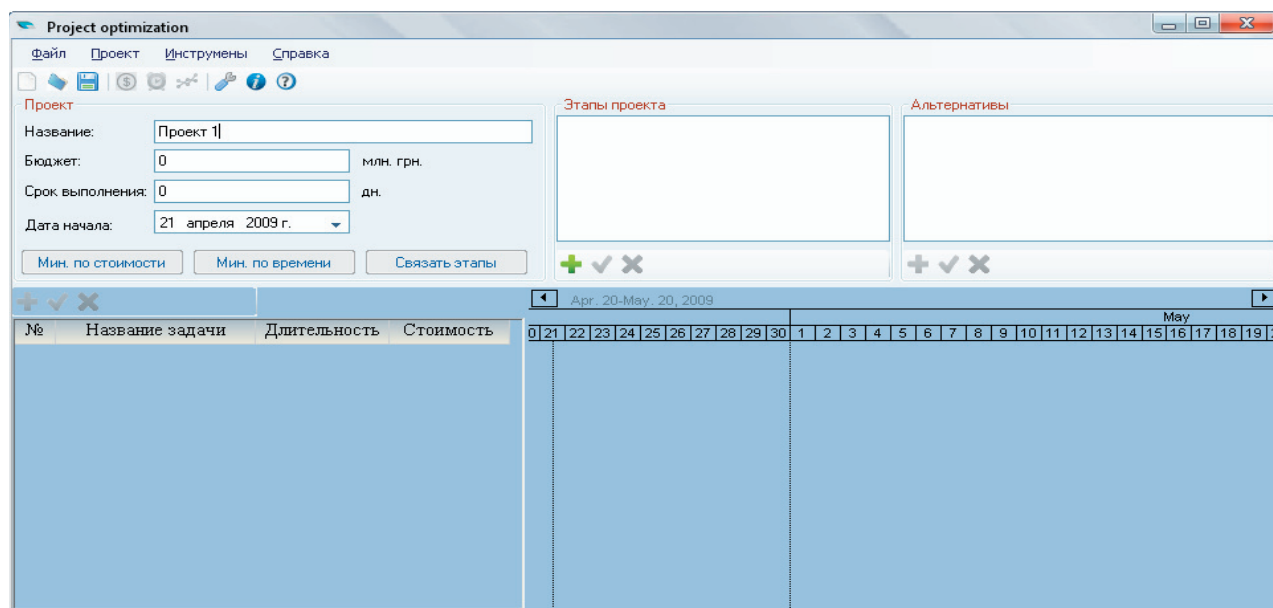 Project optimization
Файл Проект Инструмены Справка
Проект
Название: Проект 1
Бюджет: 0 млн. грн.
Срок выполнения: 0 дн.
Дата начала: 21 апреля 2009 г.
Мин. по стоимости Мин. по времени Связать этапы
Этапы проекта
Альтернативы
Apr. 20-May. 20, 2009
№ Название задачи Длительность Стоимость
May
0 21 22 23 24 25 26 27 28 29 30 1 2 3 4 5 6 7 8 9 10 11 12 13 14 15 16 17 18 19